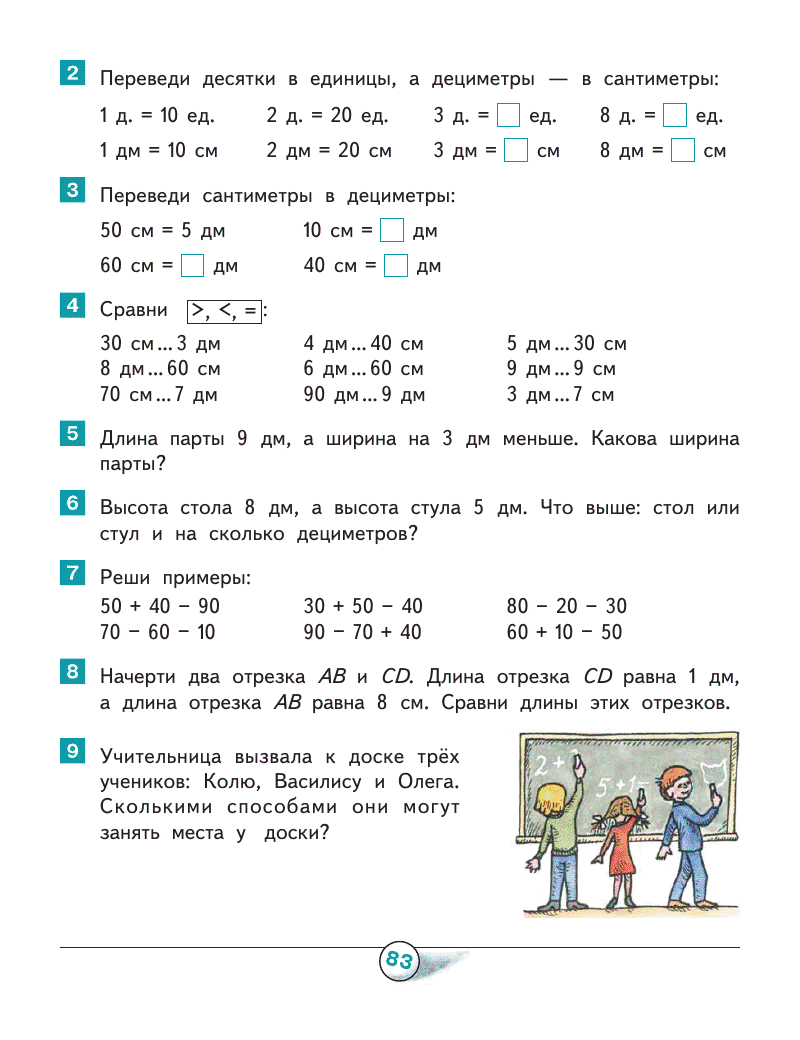 2 Переведи десятки в единицы, а дециметры — в сантиметры:
1 д. = 10 ед. 2 д. = 20 ед. 3 д. = □ ед. 8 д. = □ ед.
1 дм = 10 см 2 дм = 20 см 3 дм = □ см 8 дм = □ см
3 Переведи сантиметры в дециметры:
50 см = 5 дм 10 см = □ дм
60 см = □ дм 40 см = □ дм
4 Сравни >, <, = :
30 см...3 дм 4 дм...40 см 5 дм...30 см
8 дм...60 см 6 дм...60 см 9 дм...9 см
70 см...7 дм 90 дм...9 дм 3 дм...7 см
5 Длина парты 9 дм, а ширина на 3 дм меньше. Какова ширина
парты?
6 Высота стола 8 дм, а высота стула 5 дм. Что выше: стол или
стул и на сколько дециметров?
7 Реши примеры:
50 + 40 − 90 30 + 50 − 40 80 − 20 − 30
70 − 60 − 10 90 − 70 + 40 60 + 10 − 50
8 Начерти два отрезка AB и CD. Длина отрезка CD равна 1 дм,
а длина отрезка AB равна 8 см. Сравни длины этих отрезков.
9 Учительница вызвала к доске трёх
учеников: Колю, Василису и Олега.
Сколькими способами они могут
занять места у доски?
2+
5+1=
83